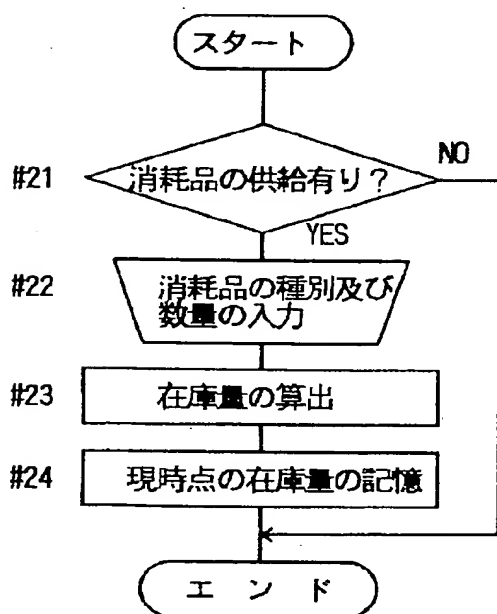 スタート
#21
消耗品の供給有り?
NO
YES
#22
消耗品の種別及び
数量の入力
#23
在庫量の算出
#24
現時点の在庫量の記憶
エンド